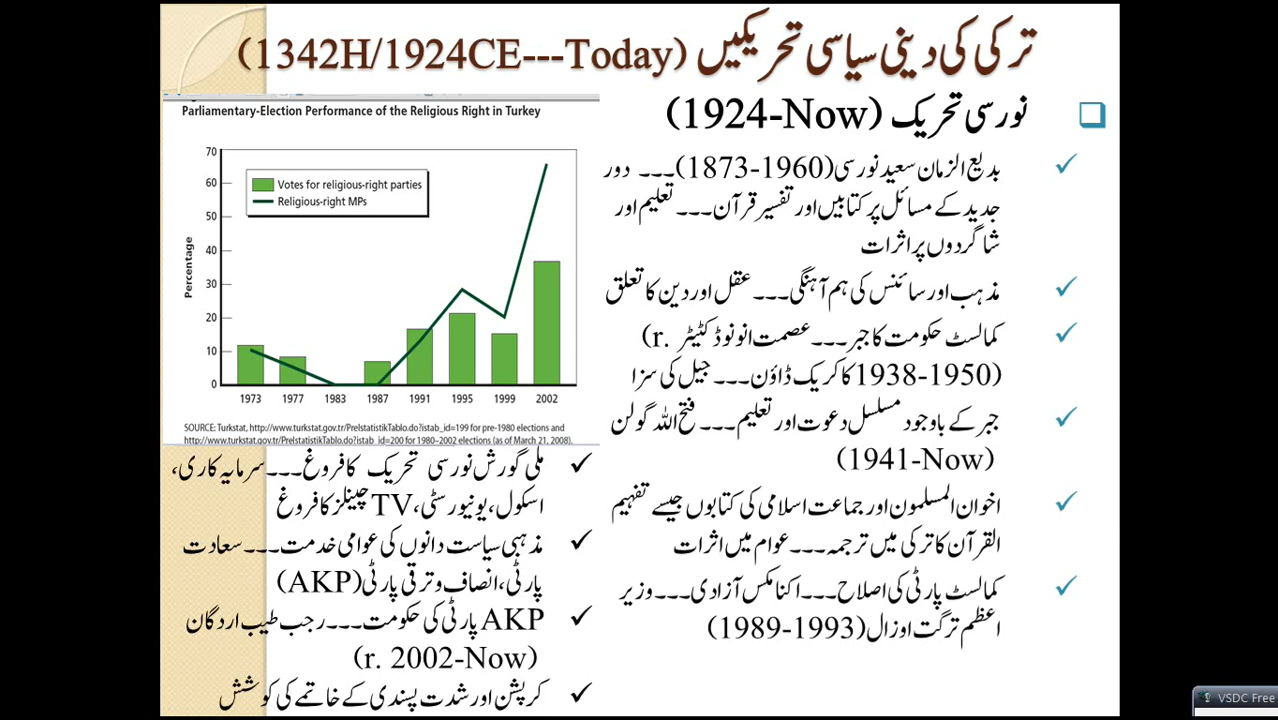 ترکی کی دینی سیاسی تحریکیں (1342H/1924CE---Today)
نورسی تحریک (1924-Now)
بدیع الزمان سعید نورسی (1873-1960)۔۔۔ دور
جدید کے مسائل پر کتابیں اور تفسیر قرآن۔۔۔ تعلیم اور
شاگردوں پر اثرات
مذہب اور سائنس کی ہم آہنگی۔۔۔ عقل اور دین کا تعلق
کمالسٹ حکومت کا جبر۔۔۔ عصمت انونو ڈکٹیٹر (r.
1938-1950) کا کریک ڈاؤن۔۔۔ جیل کی سزا
جبر کے باوجود مسلسل دعوت اور تعلیم۔۔۔ فتح اللہ گولن
(1941-Now)
اخوان المسلمون اور جماعت اسلامی کی کتابوں جیسے تفہیم
القرآن کا ترکی میں ترجمہ۔۔۔ عوام میں اثرات
کمالسٹ پارٹی کی اصلاح۔۔۔ اکنامکس آزادی۔۔۔ وزیر
اعظم ترگت اوزال (1989-1993)
Parliamentary-Election Performance of the Religious Right in Turkey
70
60
50
40
30
20
10
0
Percentage
Votes for religious-right parties
Religious-right MPs
1973 1977 1983 1987 1991 1995 1999 2002
SOURCE: Turkstat, http://www.turkstat.gov.tr/PreIstatistikTablo.do?istab_id=199 for pre-1980 elections and
http://www.turkstat.gov.tr/PreIstatistikTablo.do?istab_id=200 for 1980–2002 elections (as of March 21, 2008).
ملی گورش نورسی تحریک کا فروغ۔۔۔ سرمایہ کاری،
اسکول، یونیورسٹی، TV چینلز کا فروغ
مذہبی سیاست دانوں کی عوامی خدمت۔۔۔ سعادت
پارٹی، انصاف و ترقی پارٹی (AKP)
AKP پارٹی کی حکومت۔۔۔ رجب طیب اردگان
(r. 2002-Now)
کرپشن اور شدت پسندی کے خاتمے کی کوشش
VSDC Free